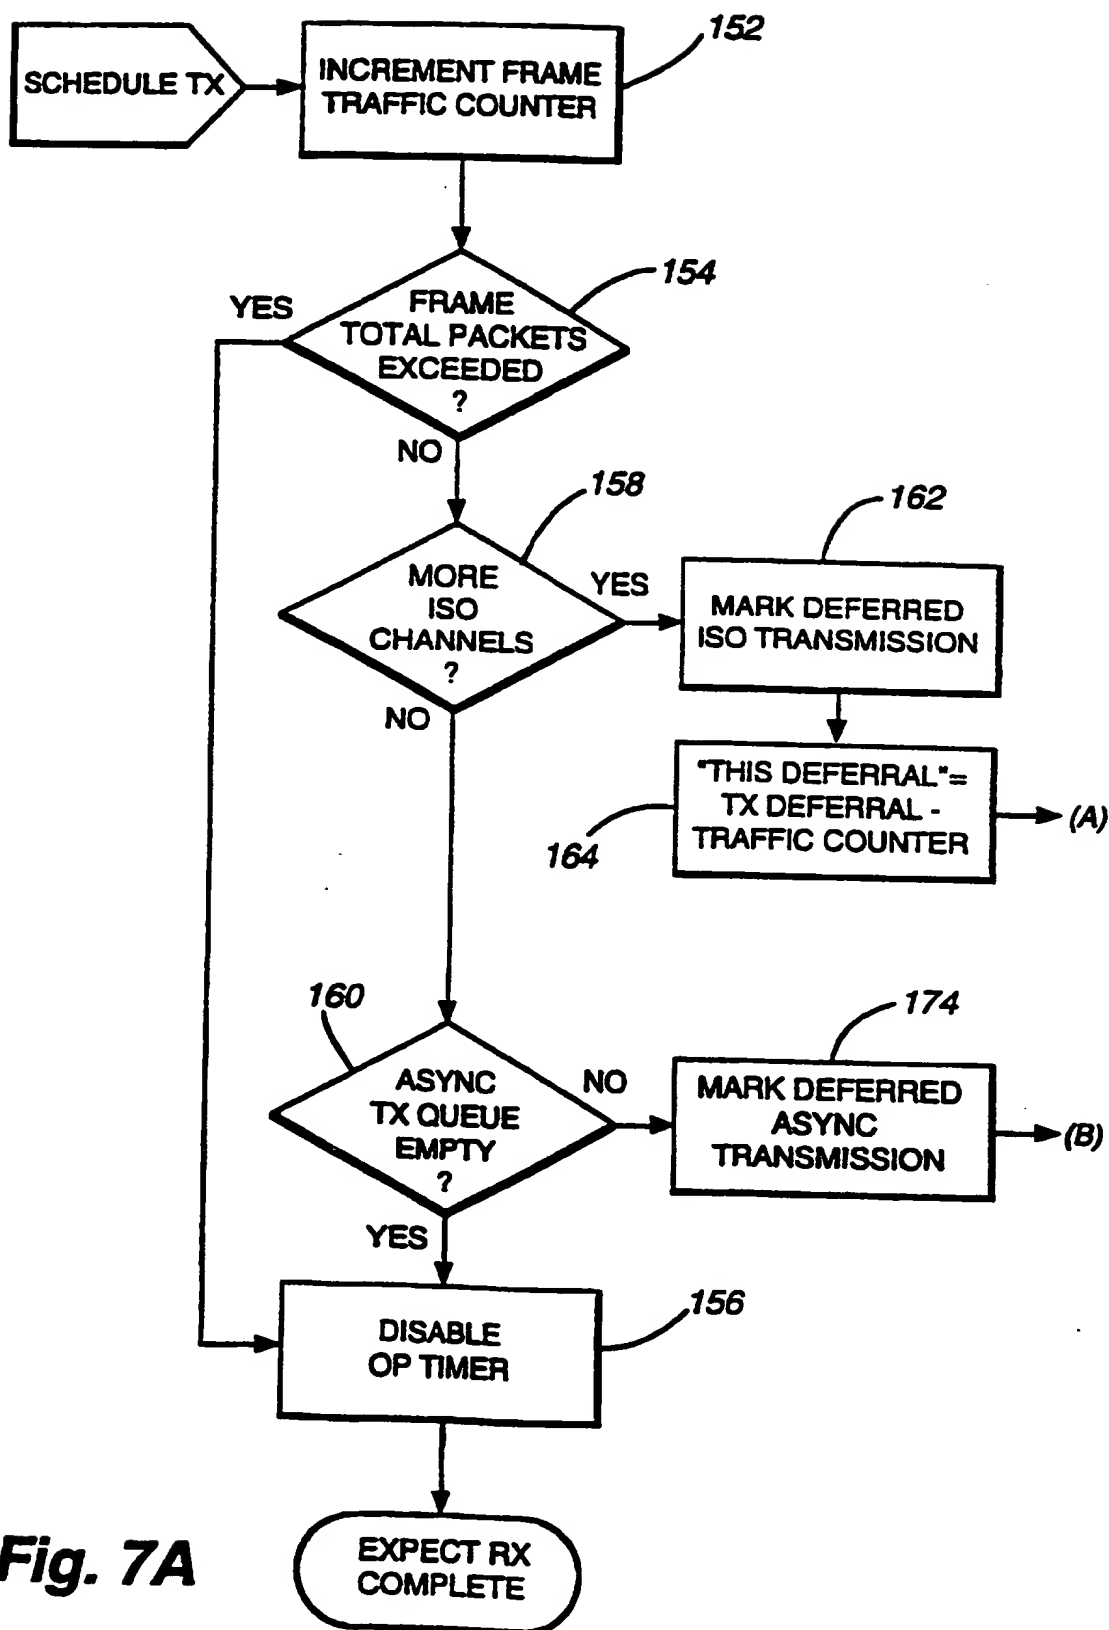 152
SCHEDULE TX
INCREMENT FRAME
TRAFFIC COUNTER
154
YES
FRAME
TOTAL PACKETS
EXCEEDED
?
NO
158
162
MORE
ISO
CHANNELS
?
YES
MARK DEFERRED
ISO TRANSMISSION
NO
"THIS DEFERRAL"=
TX DEFERRAL -
TRAFFIC COUNTER
(A)
164
160
174
ASYNC
TX QUEUE
EMPTY
?
NO
MARK DEFERRED
ASYNC
TRANSMISSION
(B)
YES
156
DISABLE
OP TIMER
EXPECT RX
COMPLETE
Fig. 7A